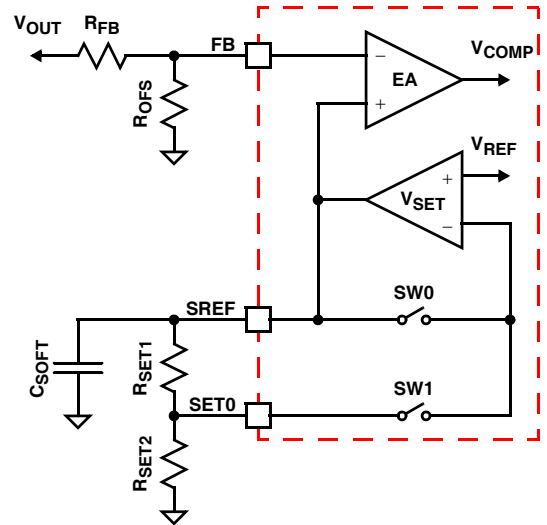 VOUT
RFB
FB
ROFS
−
EA
+
VCOMP
VREF
+
VSET
−
SREF
SW0
CSOFT
RSET1
SET0
SW1
RSET2